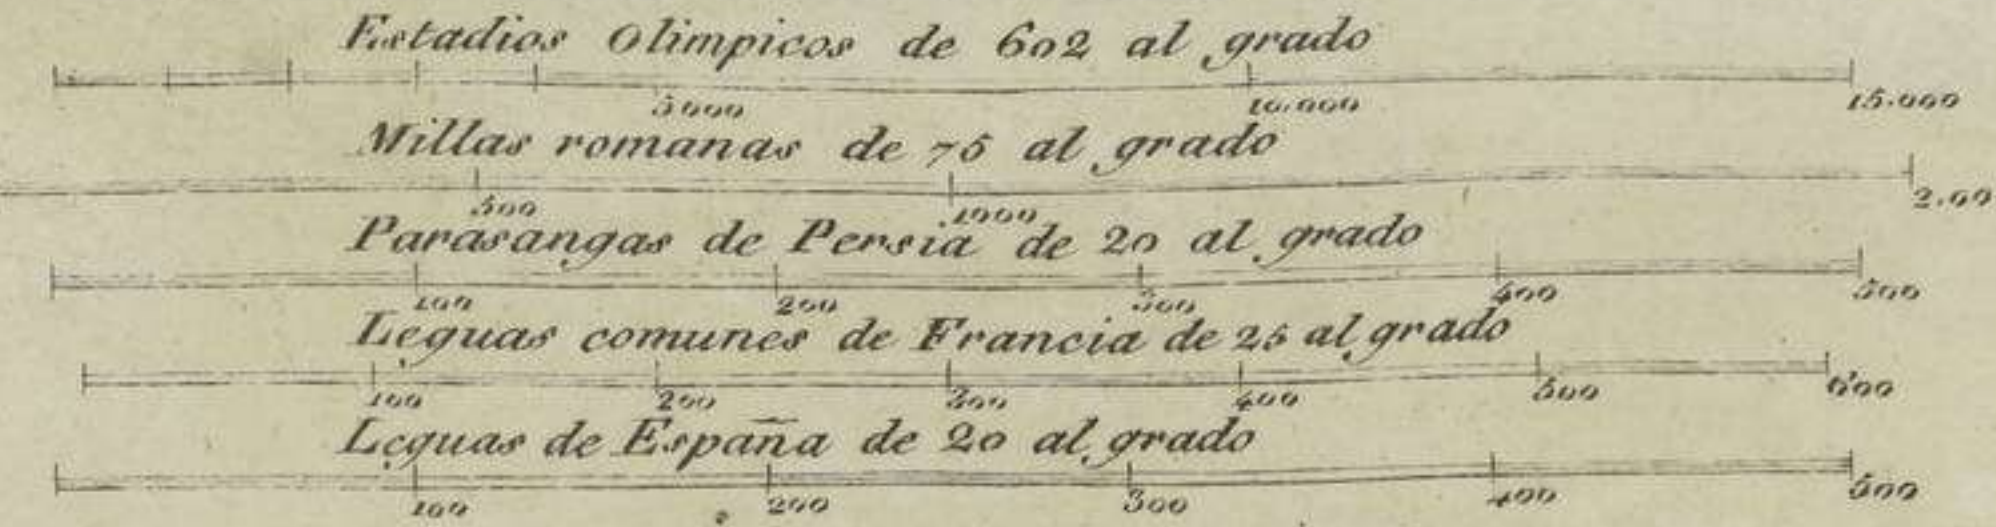 Estadios Olimpicos de 602 al grado
5000 10.000 15.000
Millas romanas de 75 al grado
500 1000 2.00
Parasangas de Persia de 20 al grado
100 200 300 400 500
Leguas comunes de Francia de 25 al grado
100 200 300 400 500 600
Leguas de España de 20 al grado
100 200 300 400 500